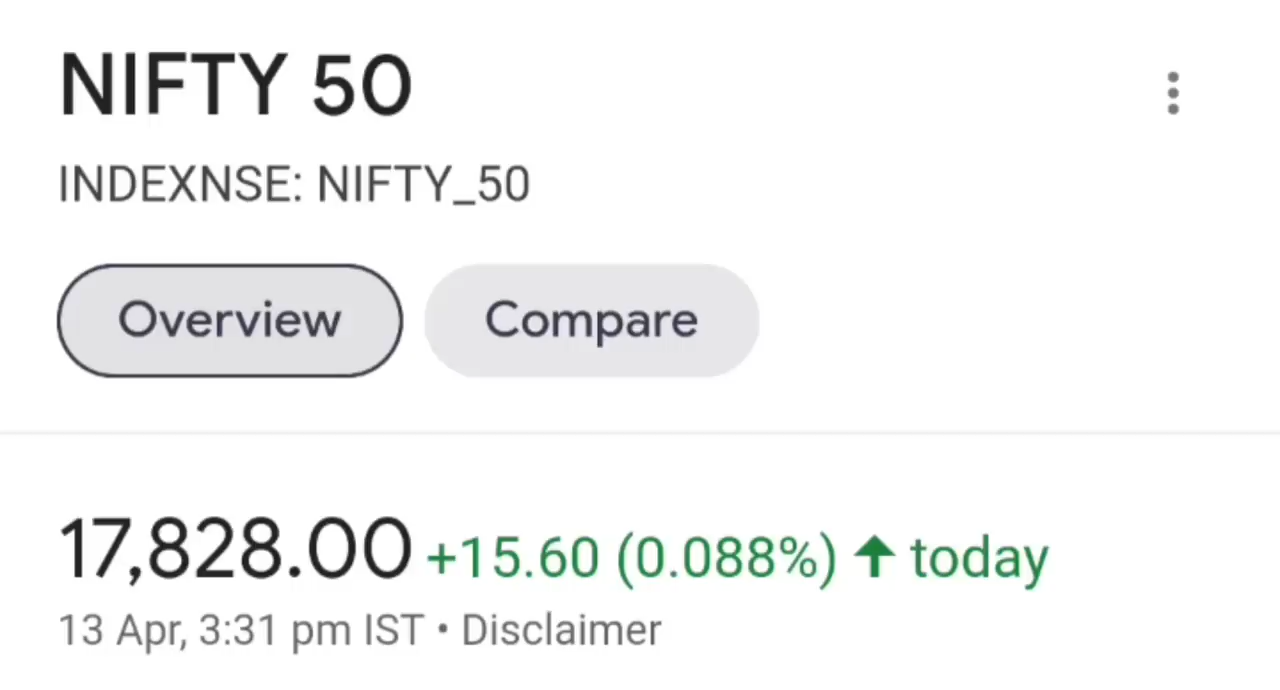 NIFTY 50
INDEXNSE: NIFTY_50
Overview Compare
17,828.00 +15.60 (0.088%) ↑ today
13 Apr, 3:31 pm IST • Disclaimer